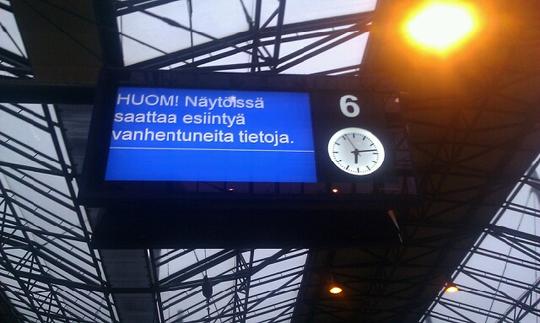 HUOM! Näytöissä
saattaa esiintyä
vanhentuneita tietoja.
6